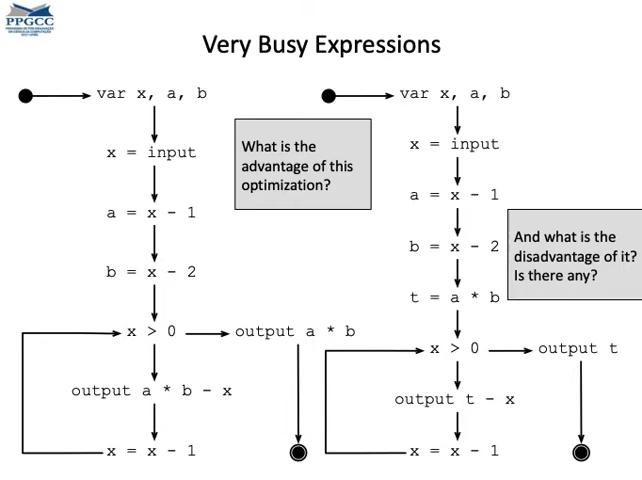 PPGCC
Very Busy Expressions
var x, a, b
x = input
a = x - 1
b = x - 2
x > 0
output a * b
output a * b - x
x = x - 1
What is the
advantage of this
optimization?
var x, a, b
x = input
a = x - 1
b = x - 2
t = a * b
x > 0
output t
output t - x
x = x - 1
And what is the
disadvantage of it?
Is there any?